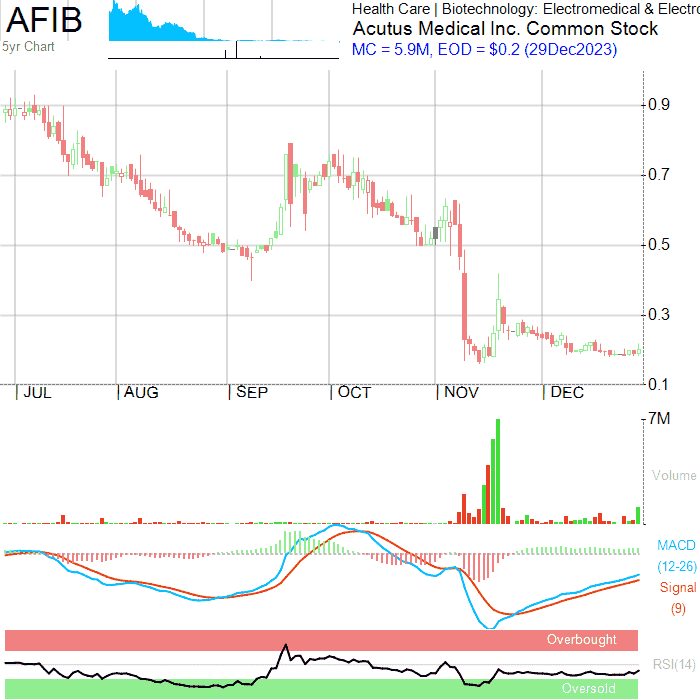 AFIB
5yr Chart
Health Care | Biotechnology: Electromedical & Electro
Acutus Medical Inc. Common Stock
MC = 5.9M, EOD = $0.2 (29Dec2023)
0.9
0.7
0.5
0.3
0.1
JUL AUG SEP OCT NOV DEC
7M
Volume
MACD
(12-26)
Signal
(9)
Overbought
RSI(14)
Oversold